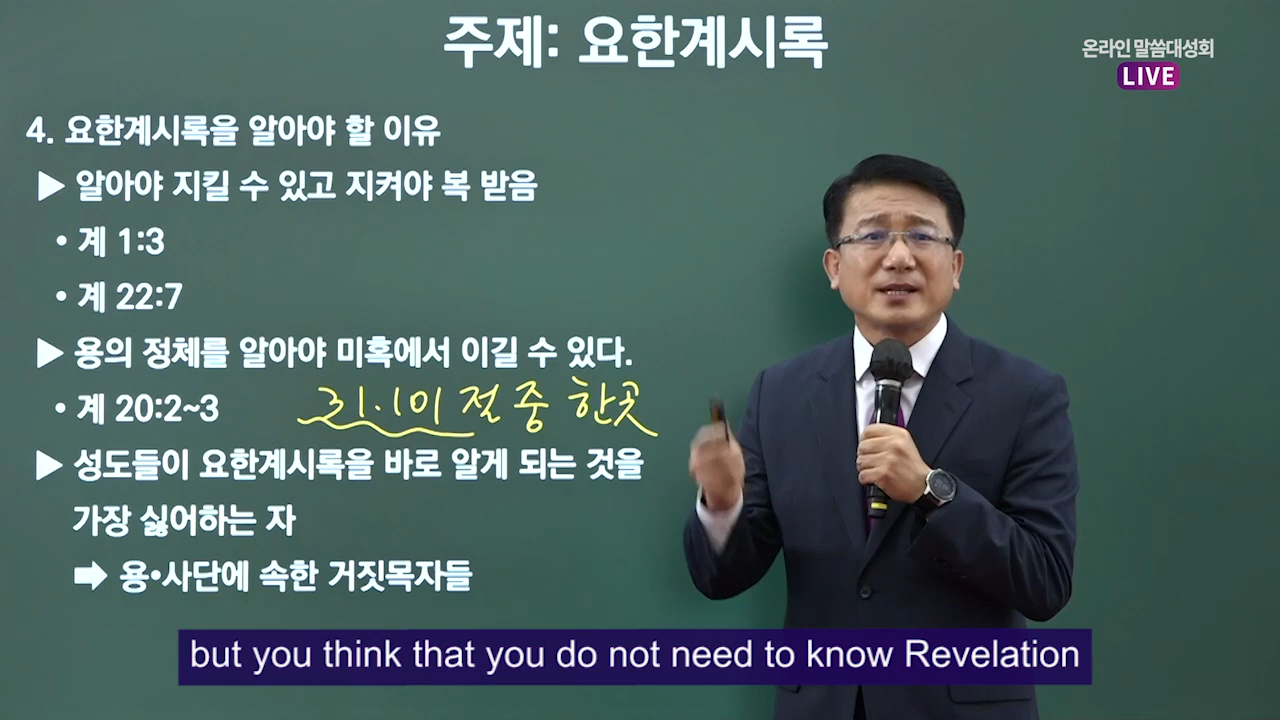 주제: 요한계시록
온라인 말씀대성회
LIVE
4. 요한계시록을 알아야 할 이유
▶ 알아야 지킬 수 있고 지켜야 복 받음
• 계 1:3
• 계 22:7
▶ 용의 정체를 알아야 미혹에서 이길 수 있다.
• 계 20:2~3
절 중 한곳
▶ 성도들이 요한계시록을 바로 알게 되는 것을
가장 싫어하는 자
➡ 용•사단에 속한 거짓목자들
but you think that you do not need to know Revelation